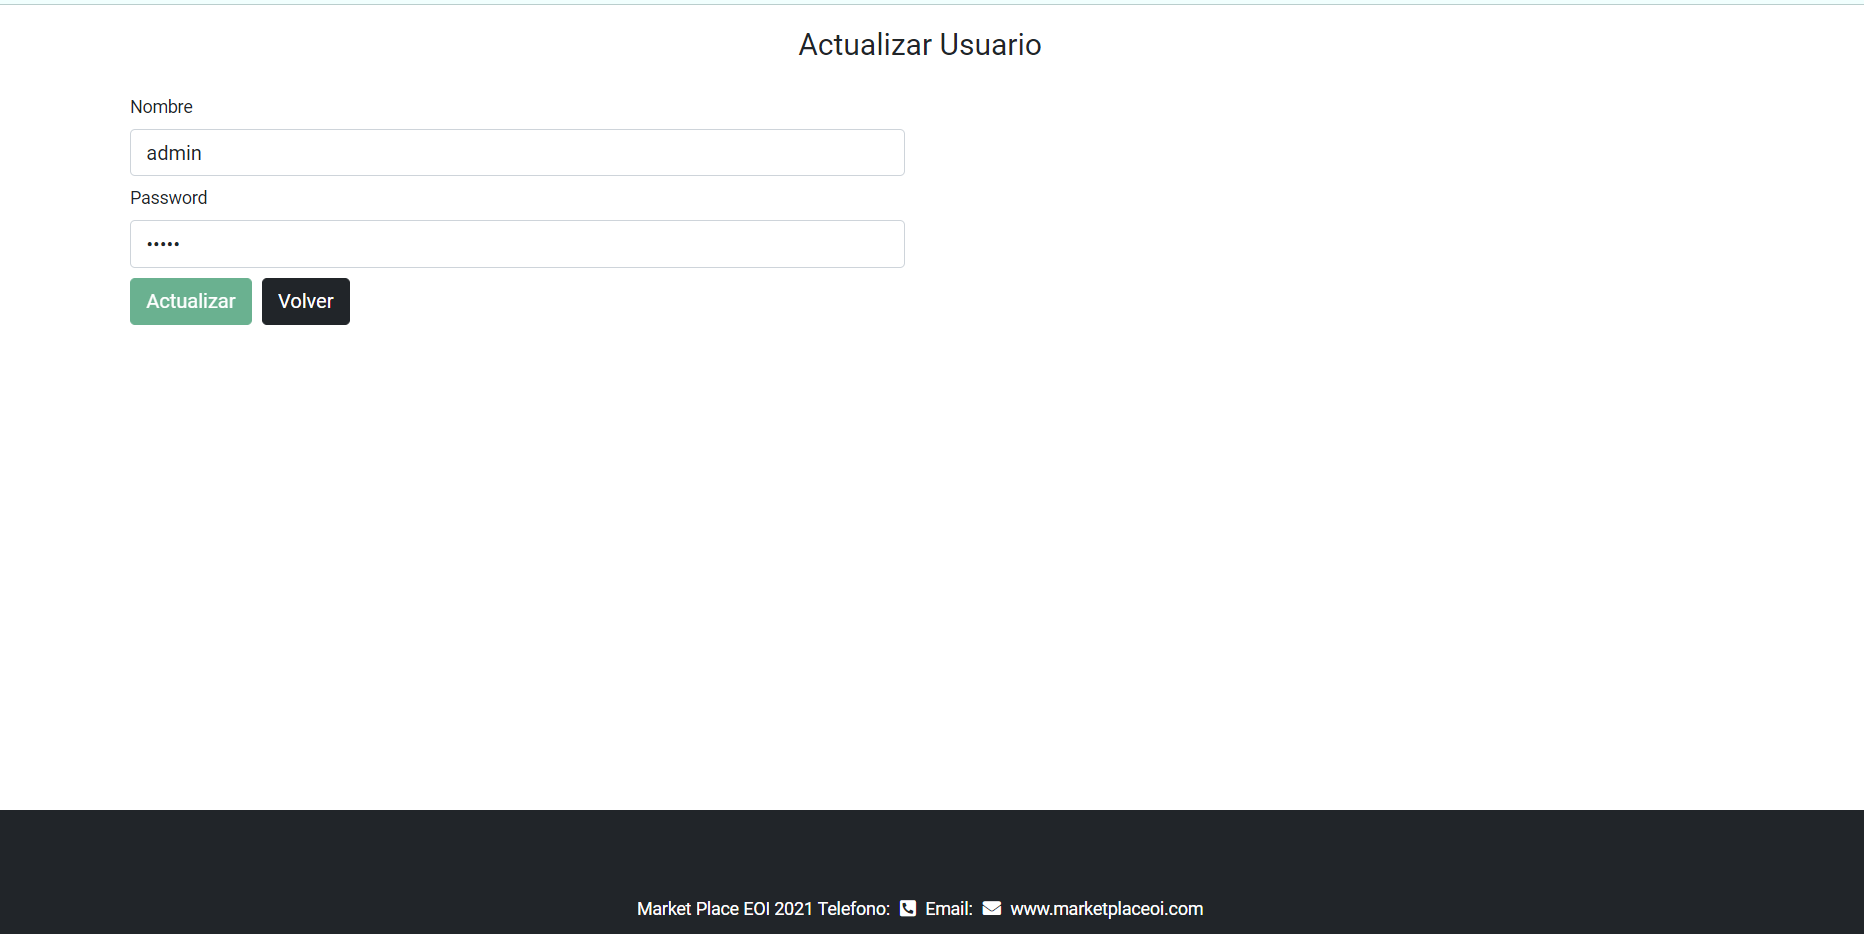 Actualizar Usuario
Nombre
admin
Password
•••••
Actualizar Volver
Market Place EOI 2021 Telefono: Email: www.marketplaceoi.com